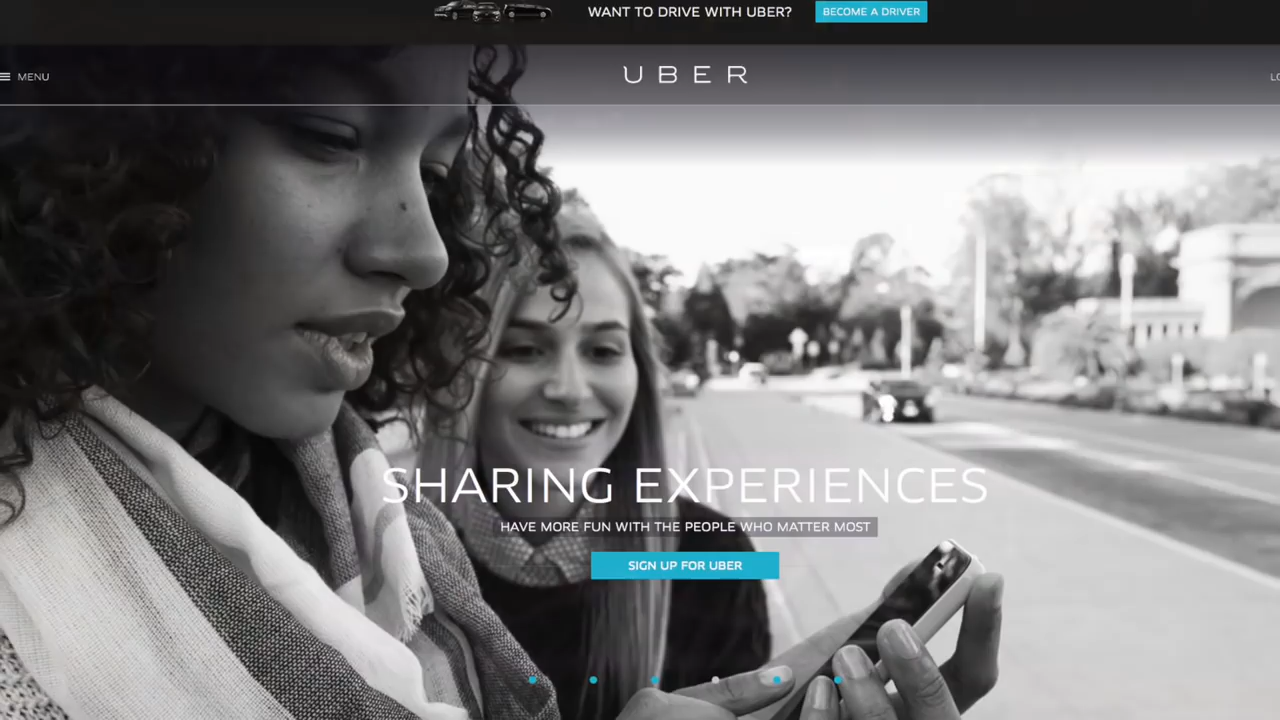 WANT TO DRIVE WITH UBER?
BECOME A DRIVER
MENU
UBER
LO
SHARING EXPERIENCES
HAVE MORE FUN WITH THE PEOPLE WHO MATTER MOST
SIGN UP FOR UBER